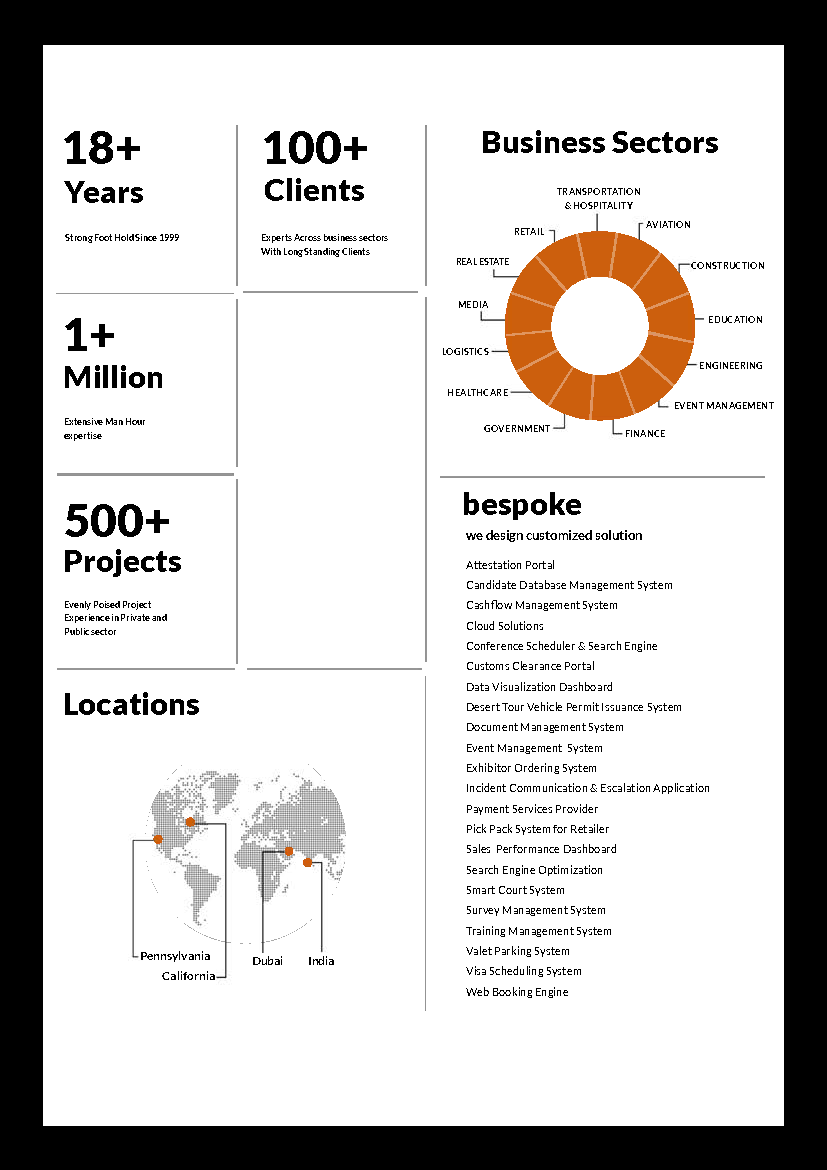 18+
Years
Strong Foot Hold Since 1999
100+
Clients
Experts Across business sectors
With Long Standing Clients
1+
Million
Extensive Man Hour
expertise
500+
Projects
Evenly Poised Project
Experience in Private and
Public sector
Locations
Pennsylvania
California
Dubai
India
Business Sectors
TRANSPORTATION
& HOSPITALITY
AVIATION
CONSTRUCTION
EDUCATION
ENGINEERING
EVENT MANAGEMENT
FINANCE
GOVERNMENT
HEALTHCARE
LOGISTICS
MEDIA
REAL ESTATE
RETAIL
bespoke
we design customized solution
Attestation Portal
Candidate Database Management System
Cashflow Management System
Cloud Solutions
Conference Scheduler & Search Engine
Customs Clearance Portal
Data Visualization Dashboard
Desert Tour Vehicle Permit Issuance System
Document Management System
Event Management System
Exhibitor Ordering System
Incident Communication & Escalation Application
Payment Services Provider
Pick Pack System for Retailer
Sales Performance Dashboard
Search Engine Optimization
Smart Court System
Survey Management System
Training Management System
Valet Parking System
Visa Scheduling System
Web Booking Engine